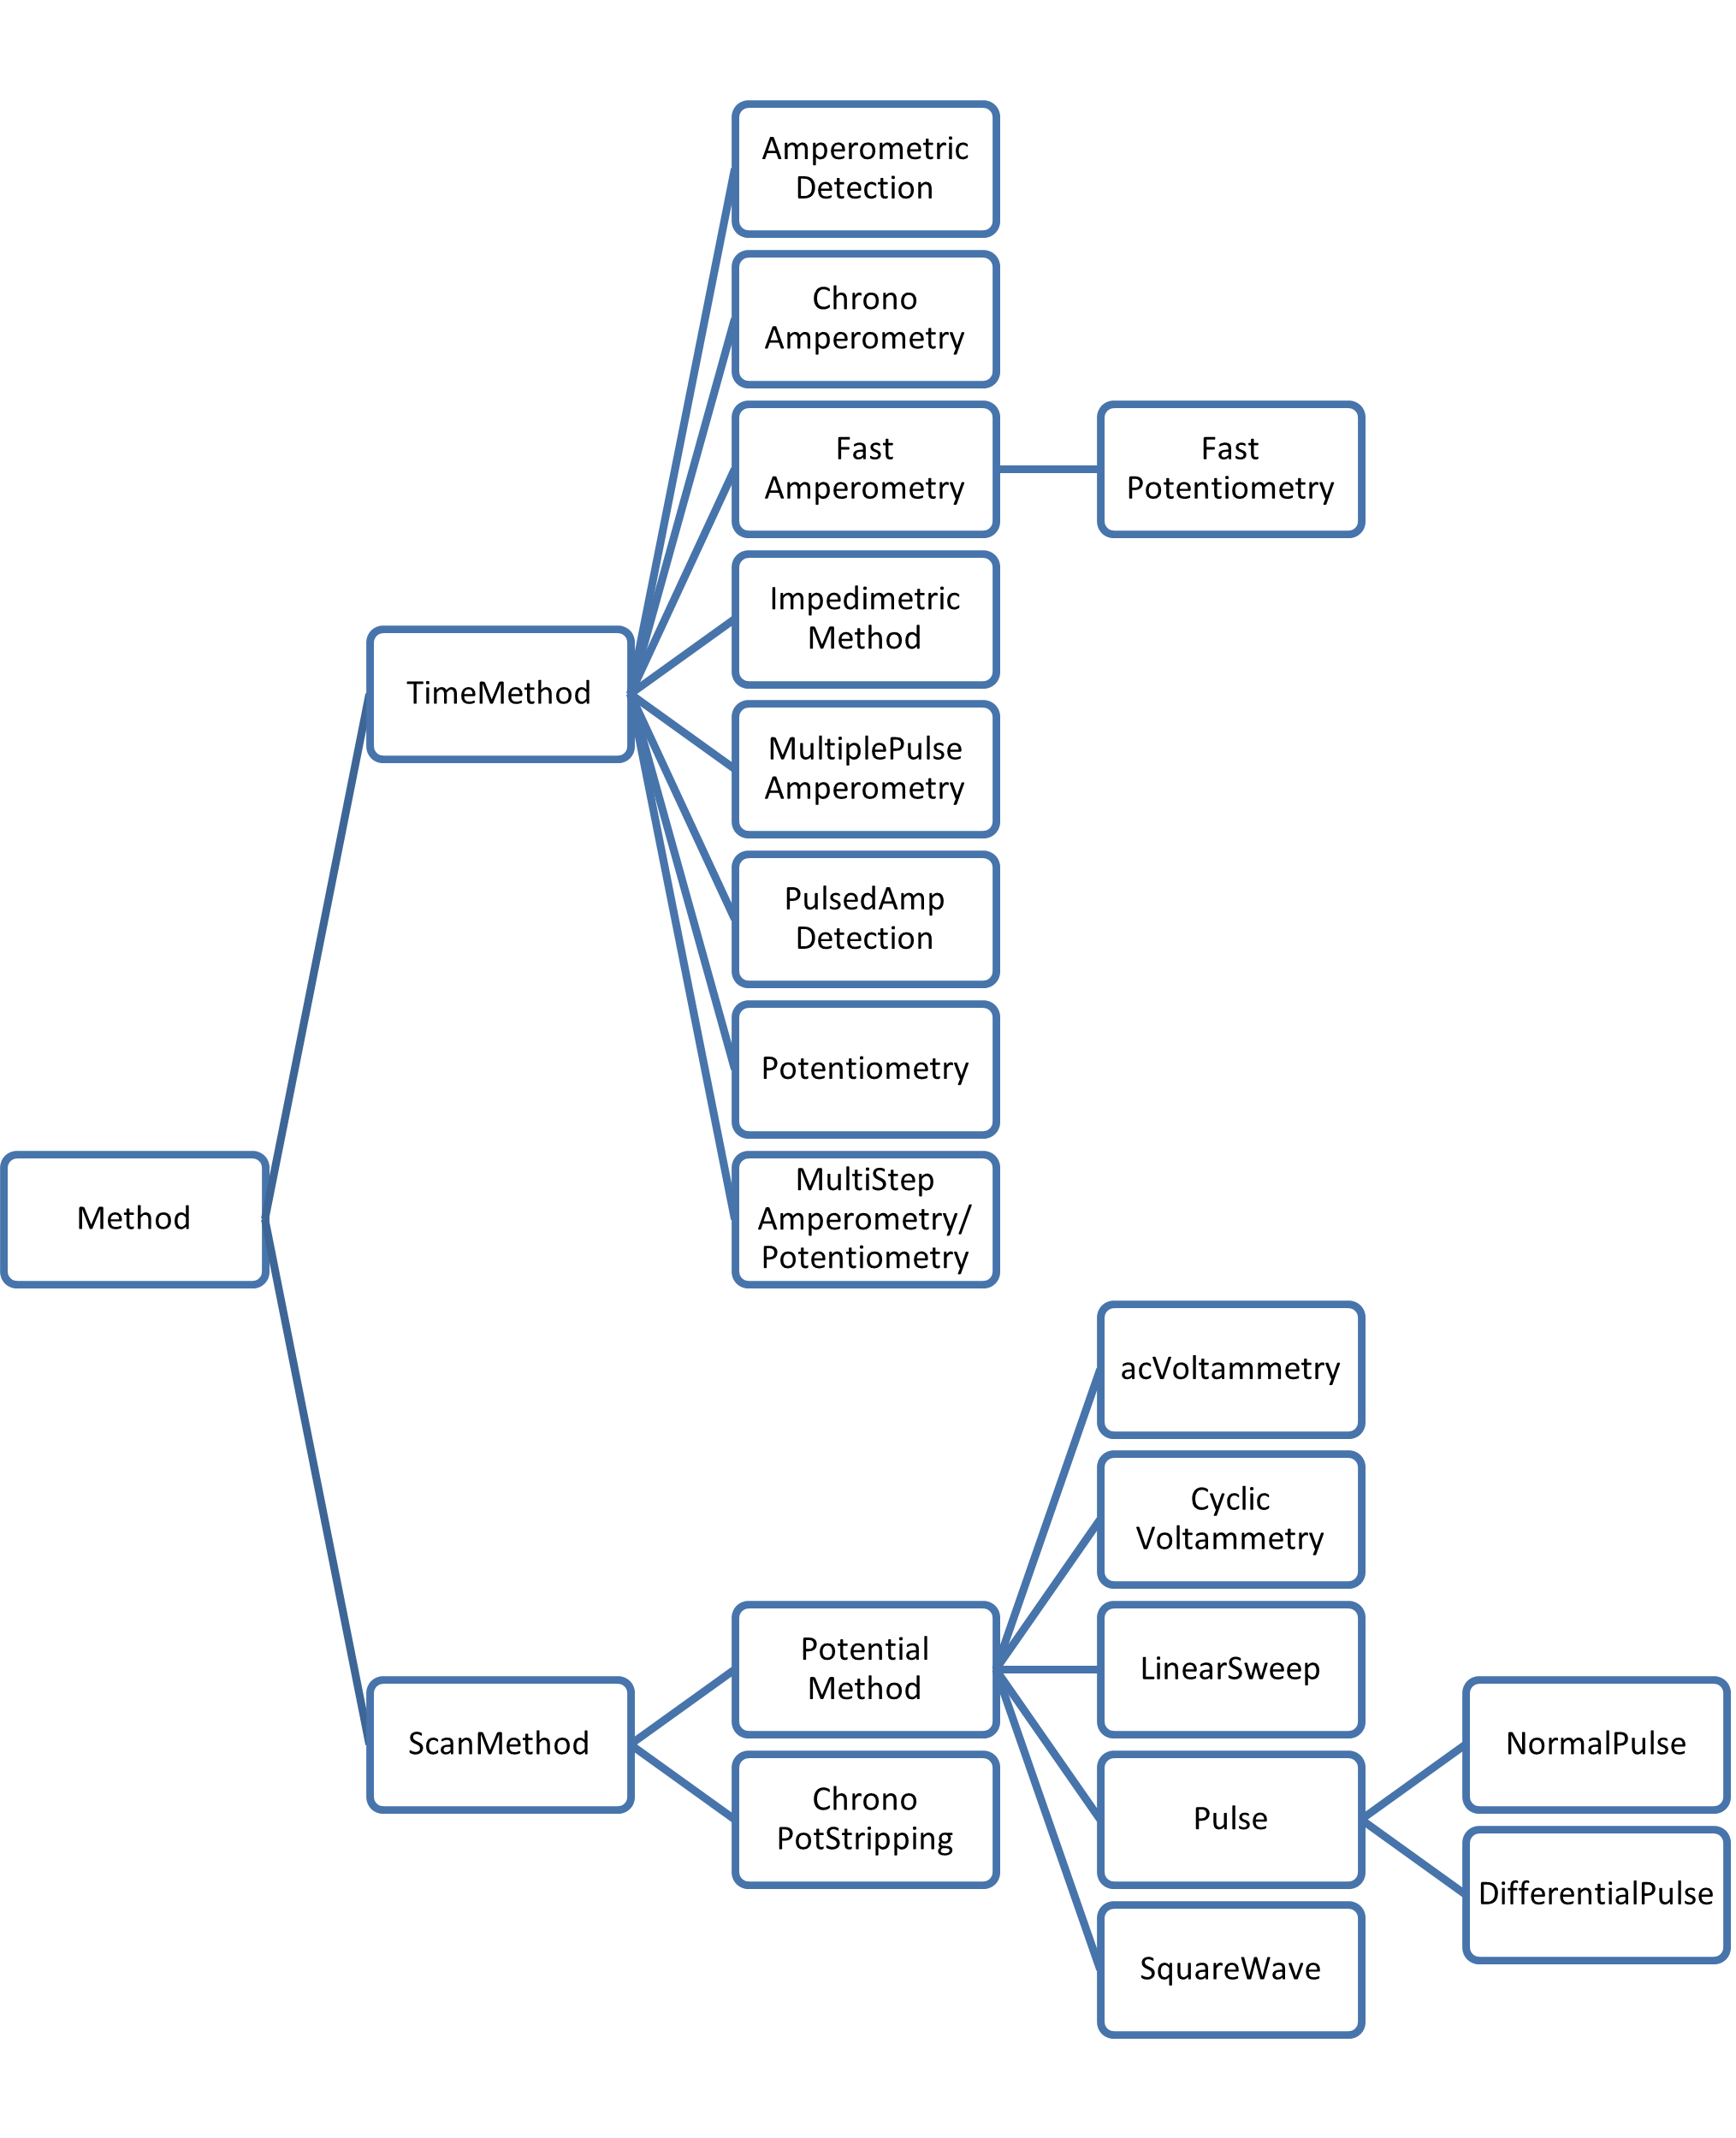 Amperometric
Detection
Chrono
Amperometry
Fast
Amperometry
Fast
Potentiometry
Impedimetric
Method
TimeMethod
MultiplePulse
Amperometry
PulsedAmp
Detection
Potentiometry
MultiStep
Amperometry/
Potentiometry
Method
acVoltammetry
Cyclic
Voltammetry
Potential
Method
LinearSweep
ScanMethod
NormalPulse
Chrono
PotStripping
Pulse
DifferentialPulse
SquareWave